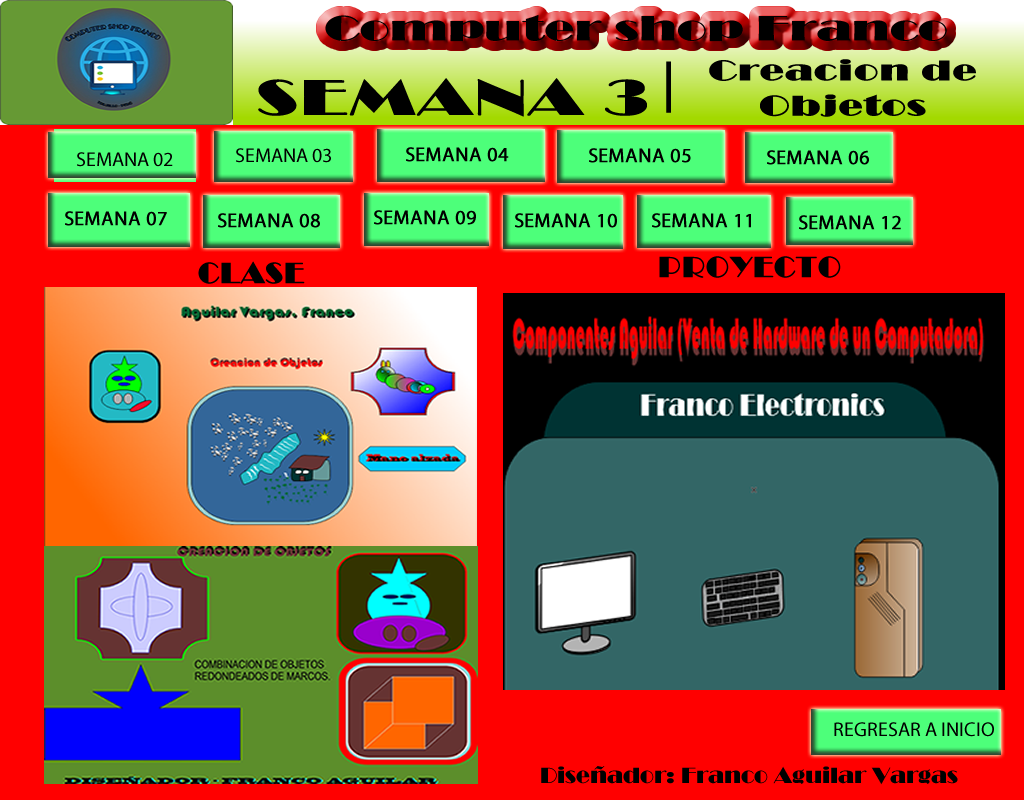 COMPUTER SHOP FRANCO
Computer shop Franco
SEMANA 3
Creacion de
Objetos
SEMANA 02
SEMANA 03
SEMANA 04
SEMANA 05
SEMANA 06
SEMANA 07
SEMANA 08
SEMANA 09
SEMANA 10
SEMANA 11
SEMANA 12
CLASE
Aguilar Vargas, Franco
Creacion de Objetos
Mano alzada
CREACION DE OBJETOS
COMBINACION DE OBJETOS
REDONDEADOS DE MARCOS.
DISEÑADOR · FRANCO AGUILAR
PROYECTO
Componentes Aguilar (Venta de Hardware de un Computadora)
Franco Electronics
REGRESAR A INICIO
Diseñador: Franco Aguilar Vargas